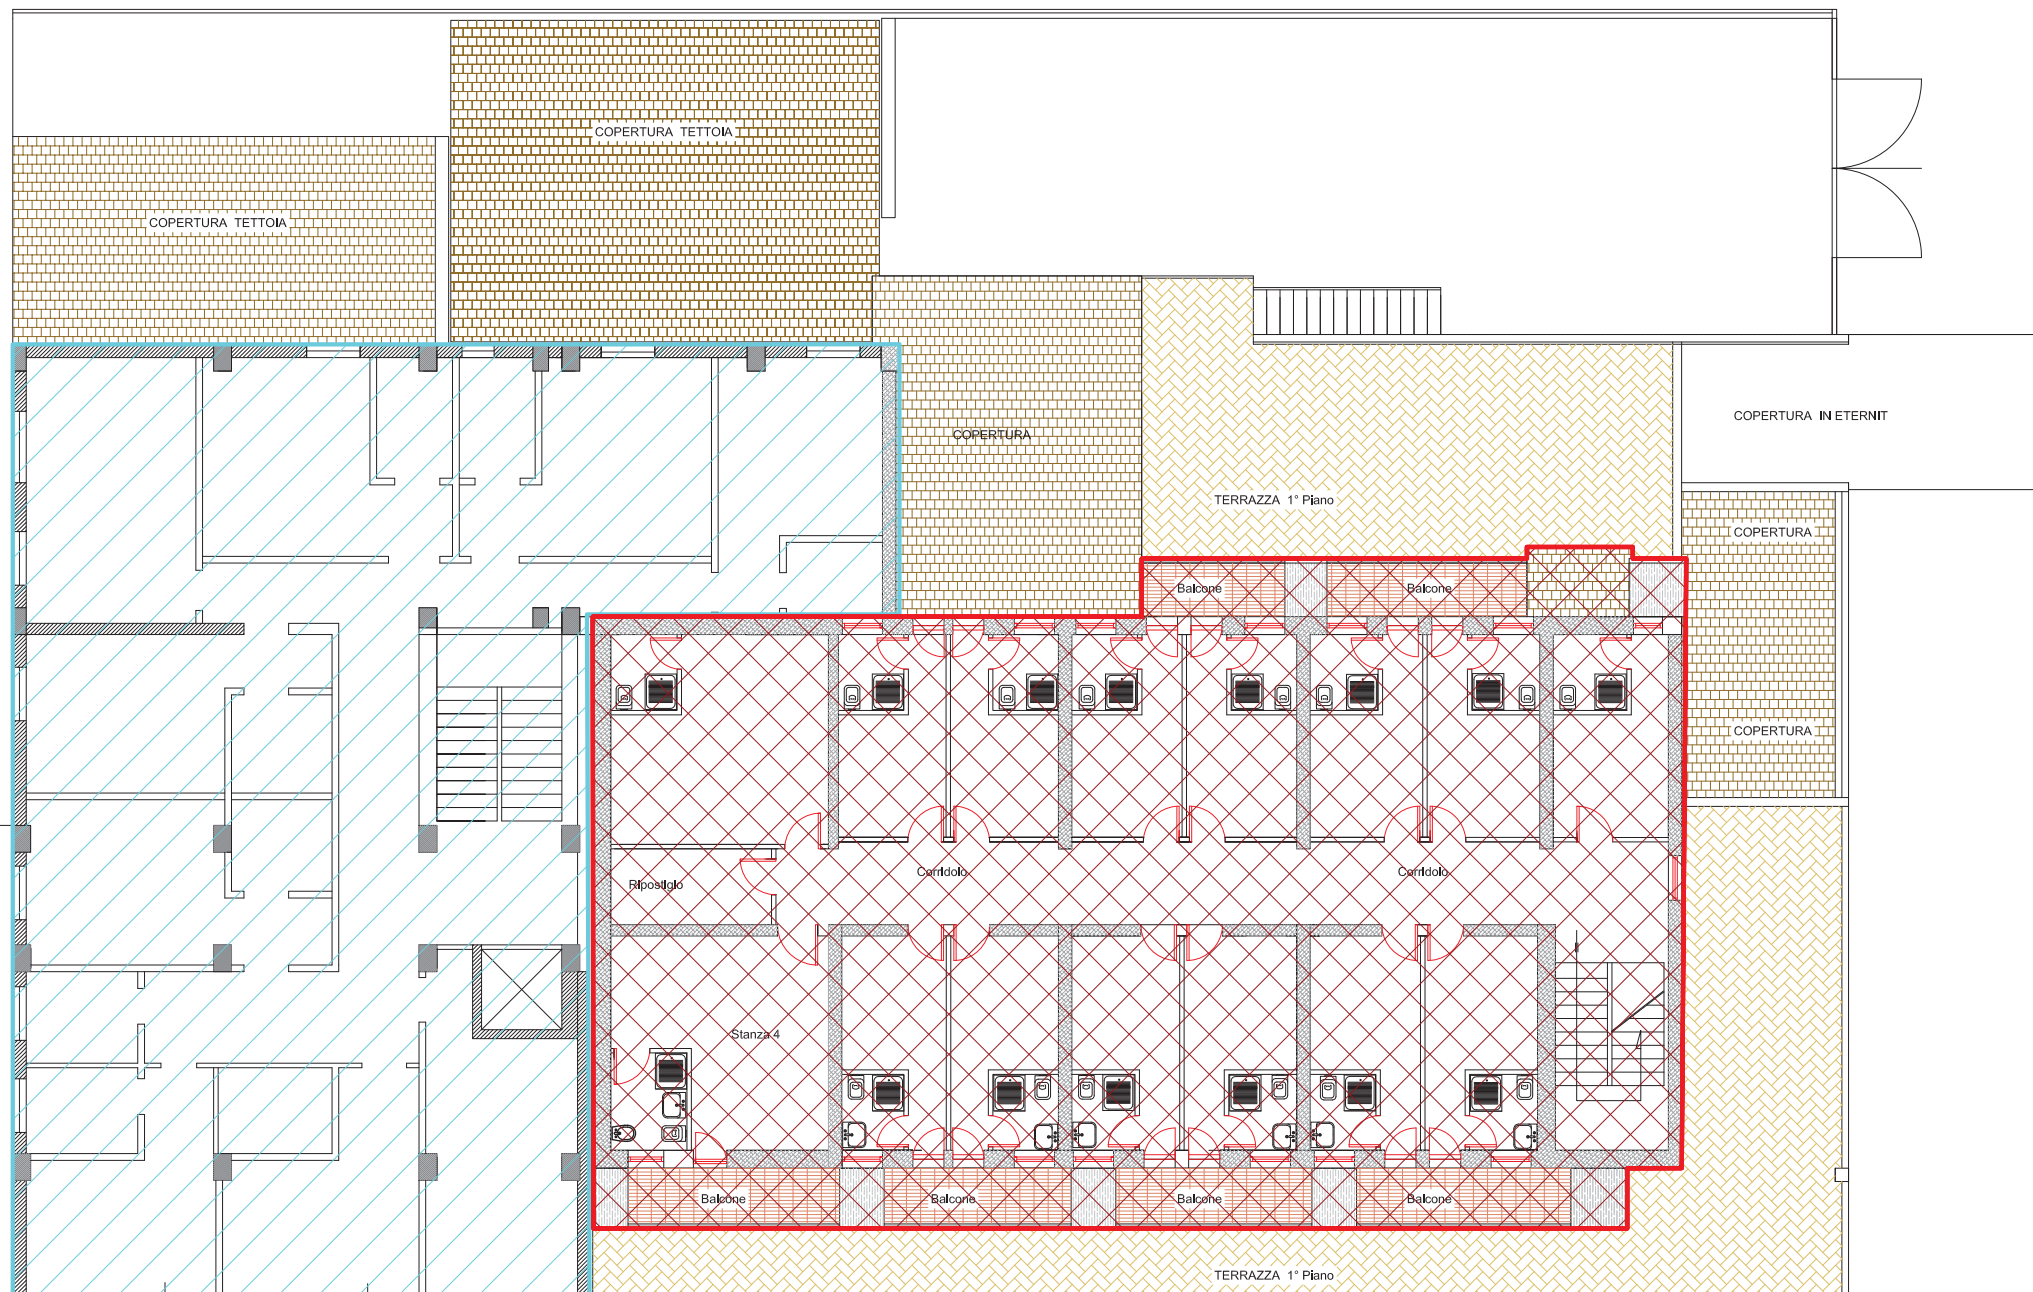 COPERTURA TETTOIA
COPERTURA TETTOIA
COPERTURA IN ETERNIT
COPERTURA
TERRAZZA 1° Piano
COPERTURA
Balcone
Balcone
COPERTURA
Corridoio
Corridoio
Ripostiglio
Stanza 4
Balcone
Balcone
Balcone
Balcone
TERRAZZA 1° Piano